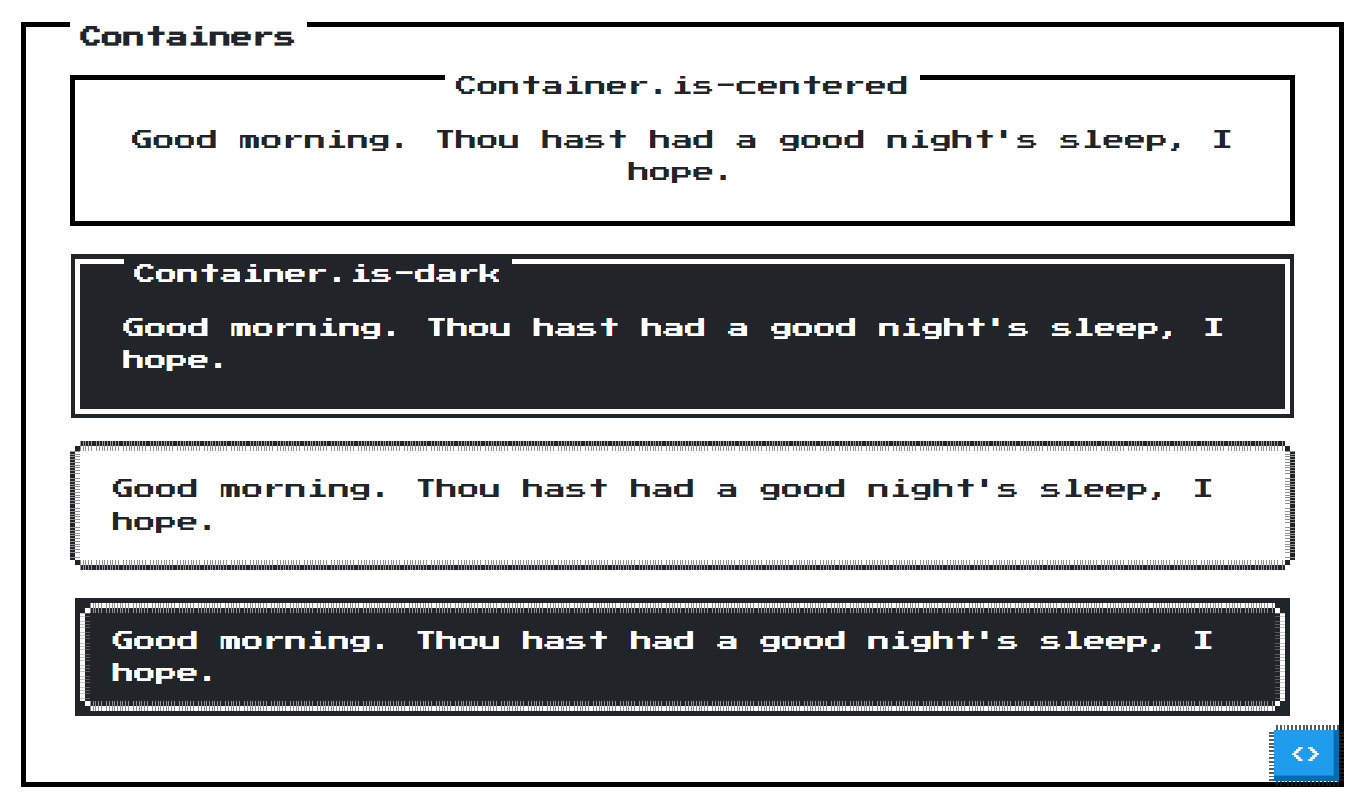 Containers
Container.is-centered
Good morning. Thou hast had a good night's sleep, I
hope.
Container.is-dark
Good morning. Thou hast had a good night's sleep, I
hope.
Good morning. Thou hast had a good night's sleep, I
hope.
Good morning. Thou hast had a good night's sleep, I
hope.
<>